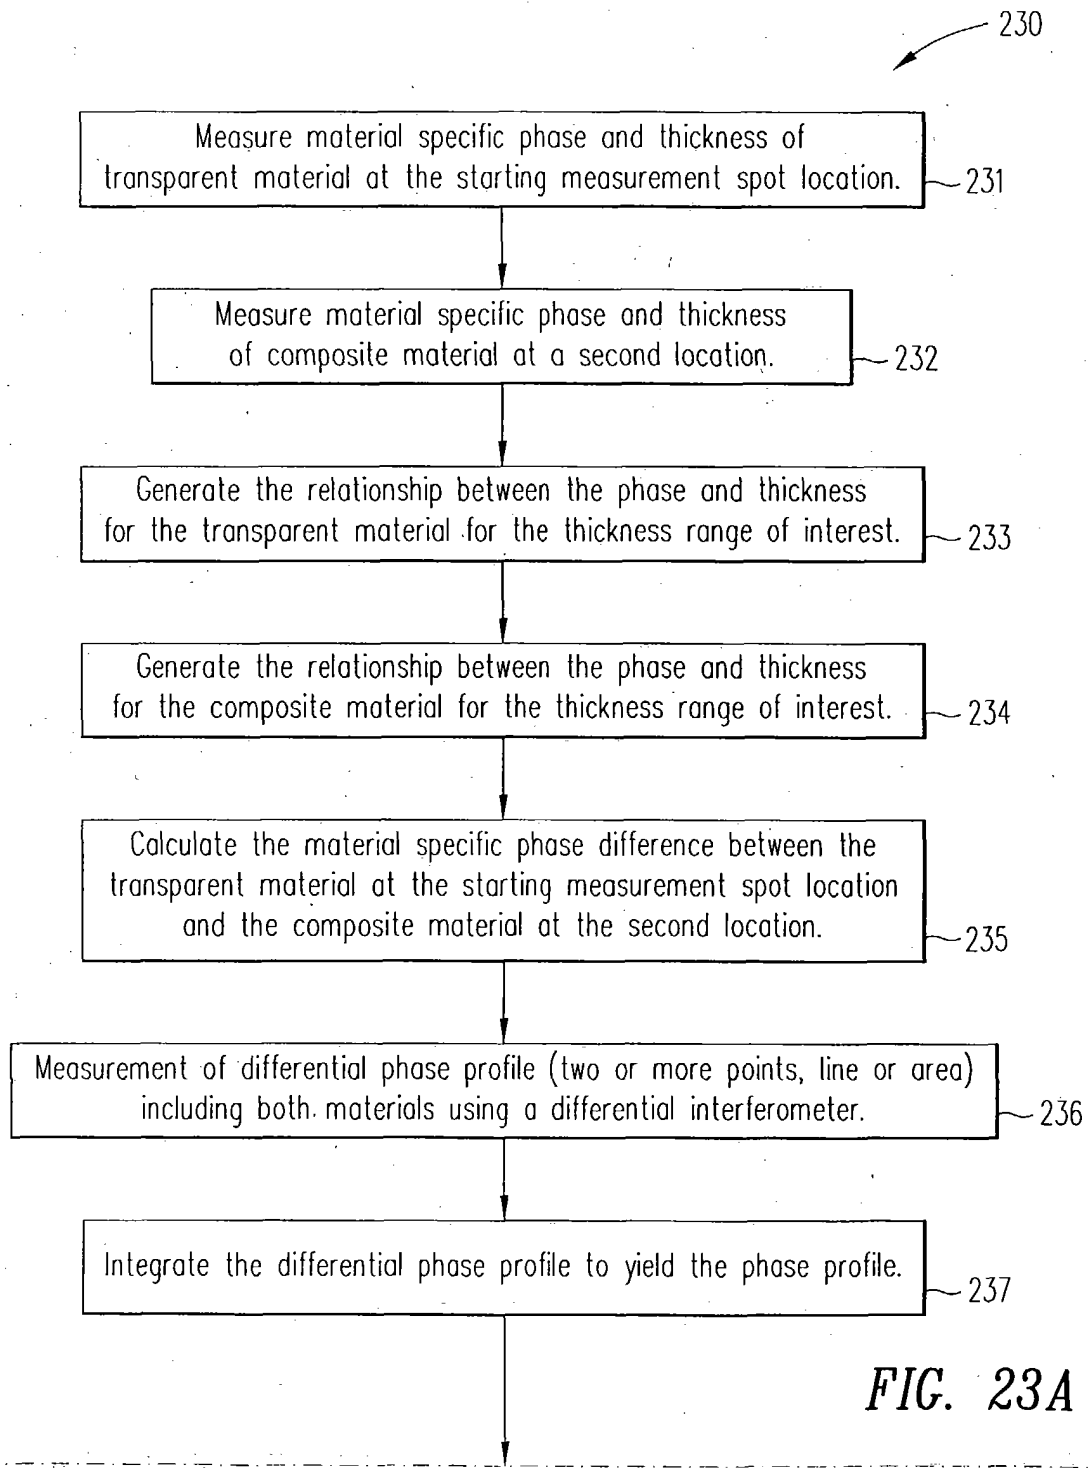 230
Measure material specific phase and thickness of
transparent material at the starting measurement spot location.
231
Measure material specific phase and thickness
of composite material at a second location.
232
Generate the relationship between the phase and thickness
for the transparent material for the thickness range of interest.
233
Generate the relationship between the phase and thickness
for the composite material for the thickness range of interest.
234
Calculate the material specific phase difference between the
transparent material at the starting measurement spot location
and the composite material at the second location.
235
Measurement of differential phase profile (two or more points, line or area)
including both materials using a differential interferometer.
236
Integrate the differential phase profile to yield the phase profile.
237
FIG. 23A